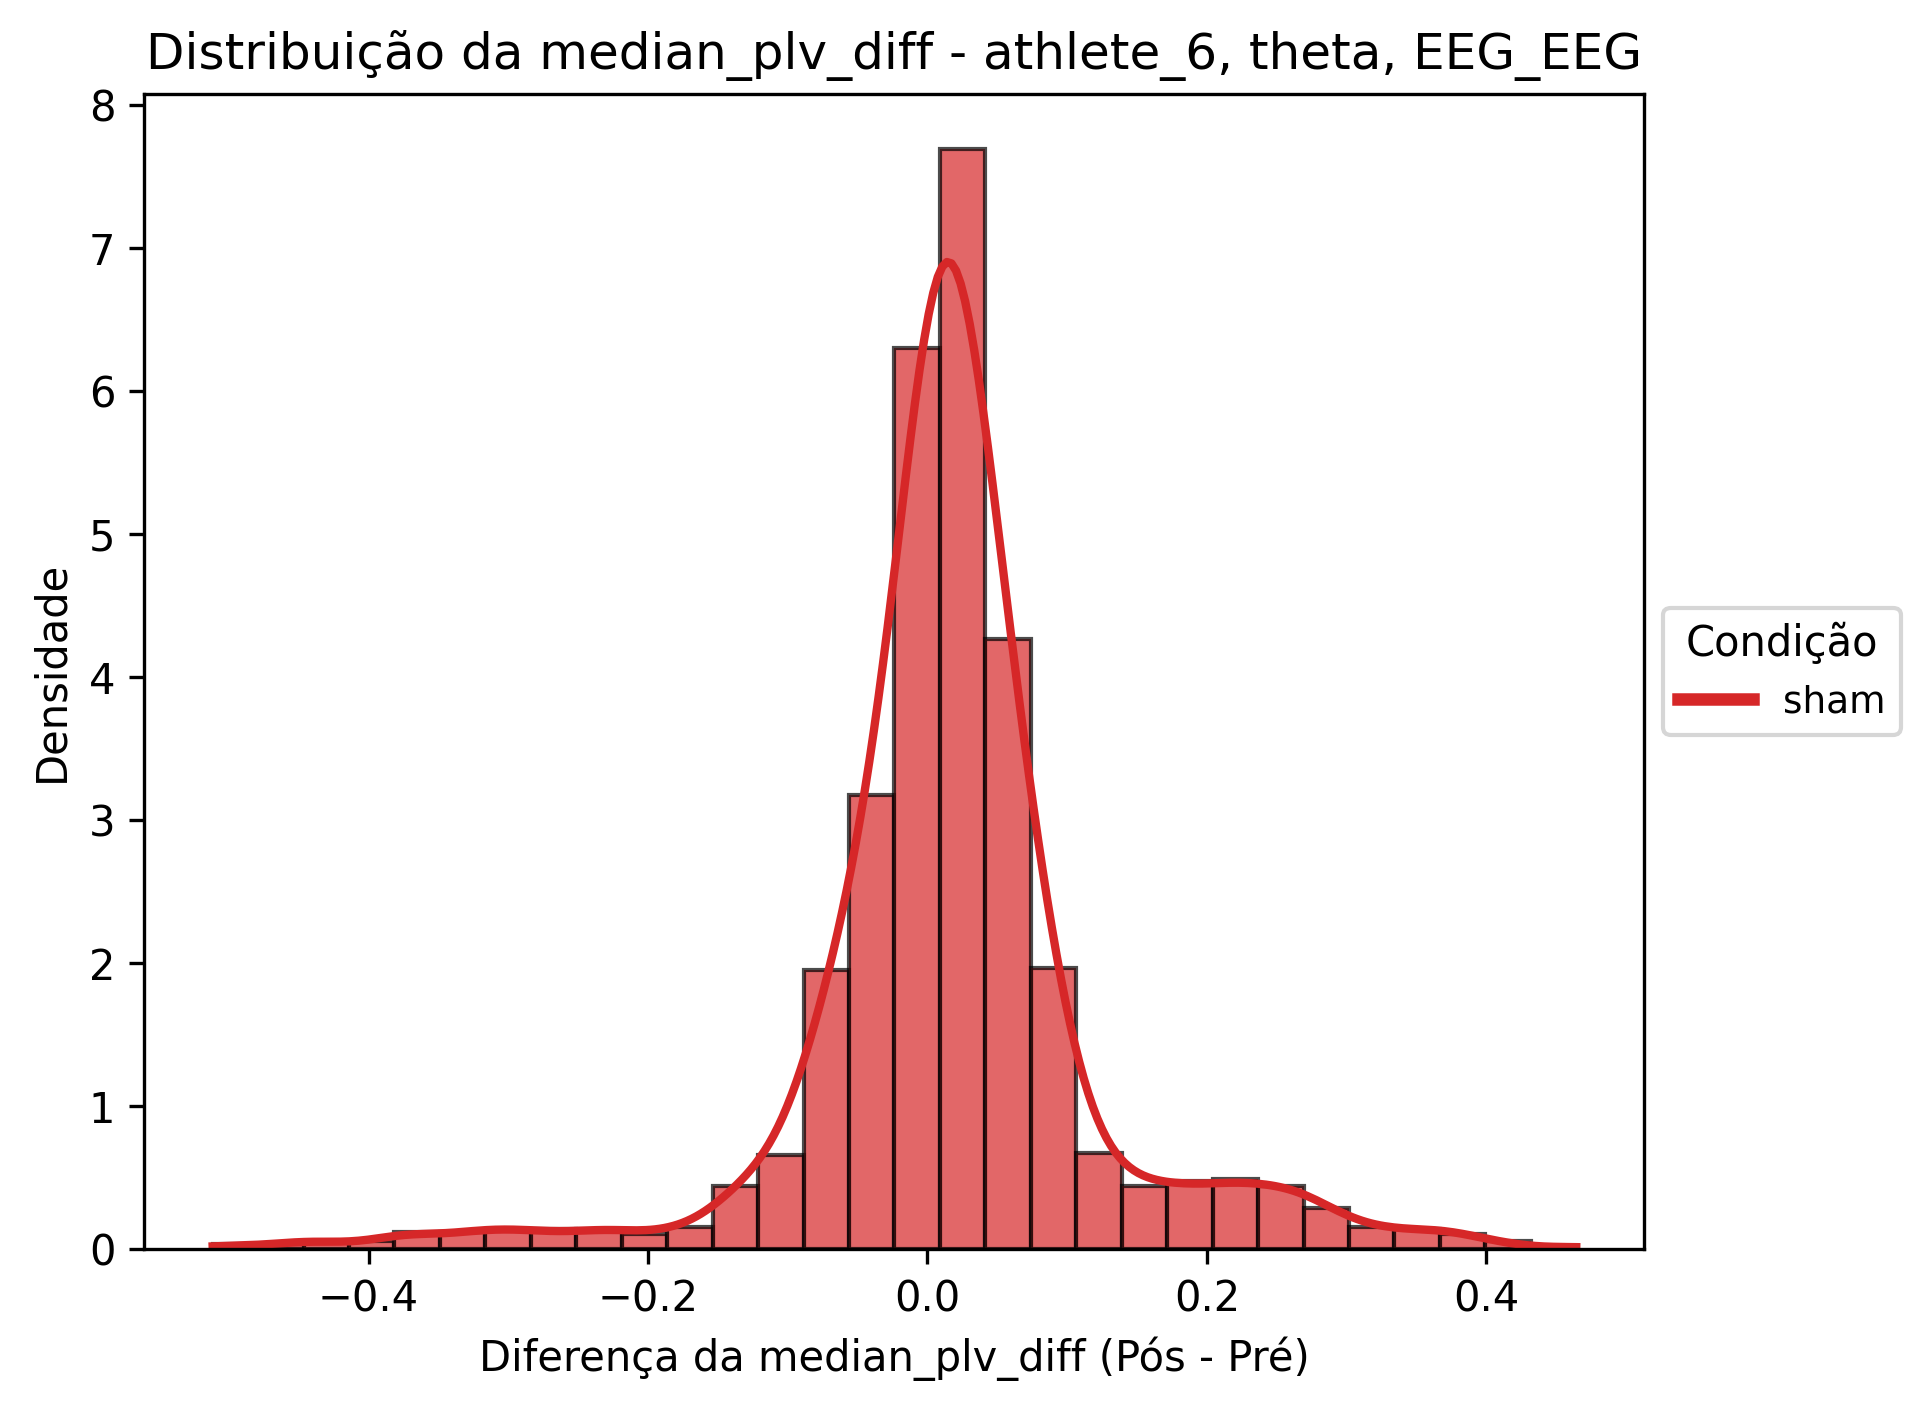 Distribuição da median_plv_diff - athlete_6, theta, EEG_EEG
8
7
6
5
4
3
2
1
0
Densidade
−0.4
−0.2
0.0
0.2
0.4
Diferença da median_plv_diff (Pós - Pré)
Condição
sham